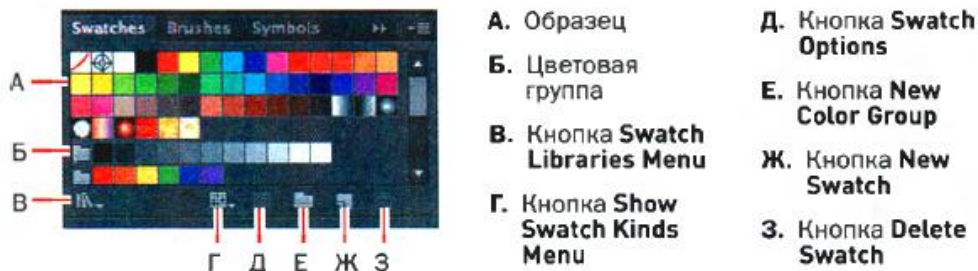 Swatches Brushes Symbols
А
Б
В
Г Д Е Ж З
А. Образец
Б. Цветовая
группа
В. Кнопка Swatch
Libraries Menu
Г. Кнопка Show
Swatch Kinds
Menu
Д. Кнопка Swatch
Options
Е. Кнопка New
Color Group
Ж. Кнопка New
Swatch
З. Кнопка Delete
Swatch